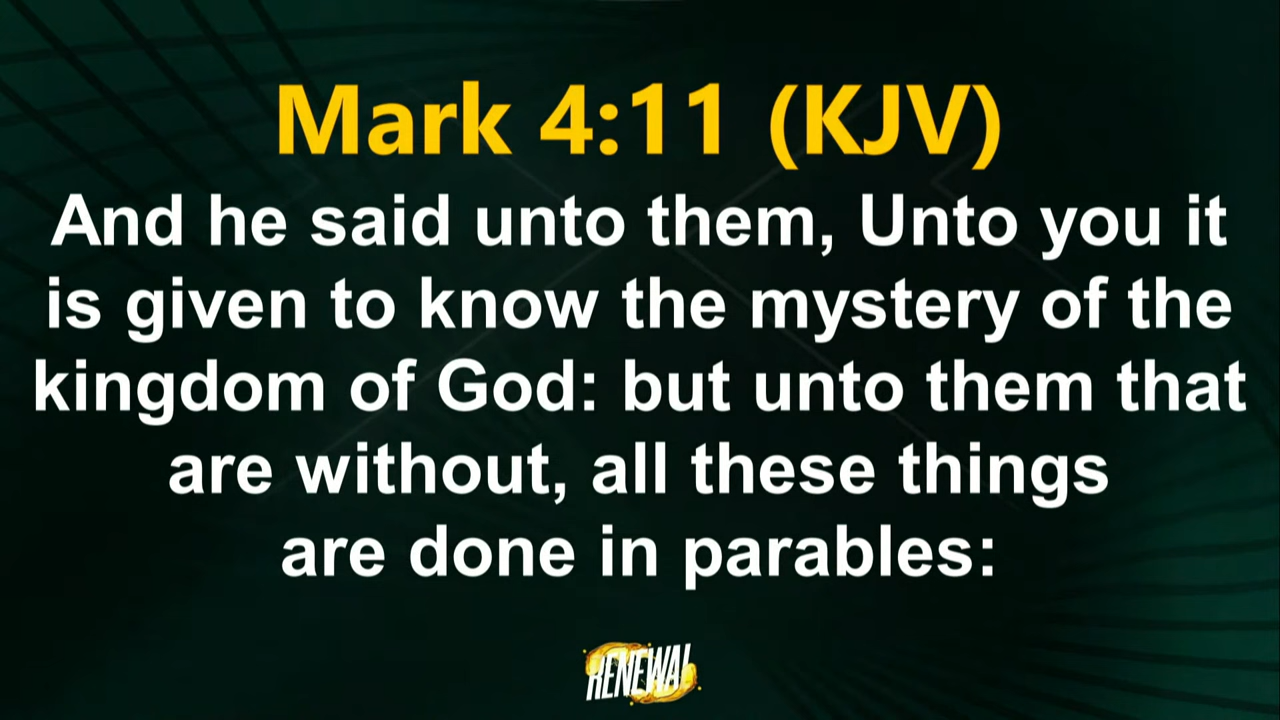 Mark 4:11 (KJV)
And he said unto them, Unto you it
is given to know the mystery of the
kingdom of God: but unto them that
are without, all these things
are done in parables:
RENEWAL